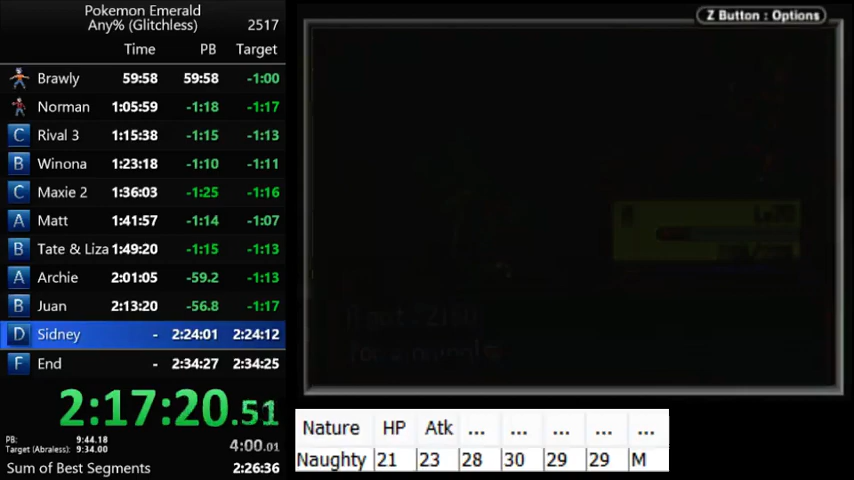 Pokemon Emerald
Any% (Glitchless) 2517
Time PB Target
Brawly 59:58 59:58 -1:00
Norman 1:05:59 -1:18 -1:17
C Rival 3 1:15:38 -1:15 -1:13
B Winona 1:23:18 -1:10 -1:11
C Maxie 2 1:36:03 -1:25 -1:16
A Matt 1:41:57 -1:14 -1:07
B Tate & Liza 1:49:20 -1:15 -1:13
A Archie 2:01:05 -59.2 -1:13
B Juan 2:13:20 -56.8 -1:17
D Sidney - 2:24:01 2:24:12
F End - 2:34:27 2:34:25
2:17:20.51
PB: 9:44.18
Target (Abraless): 9:34.00
4:00.01
Sum of Best Segments 2:26:36
Z Button : Options
Nature HP Atk ... ... ... ... ...
Naughty 21 23 28 30 29 29 M